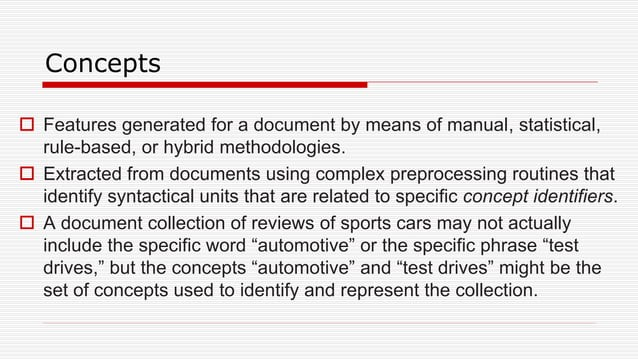 Concepts
Features generated for a document by means of manual, statistical,
rule-based, or hybrid methodologies.
Extracted from documents using complex preprocessing routines that
identify syntactical units that are related to specific concept identifiers.
A document collection of reviews of sports cars may not actually
include the specific word “automotive” or the specific phrase “test
drives,” but the concepts “automotive” and “test drives” might be the
set of concepts used to identify and represent the collection.